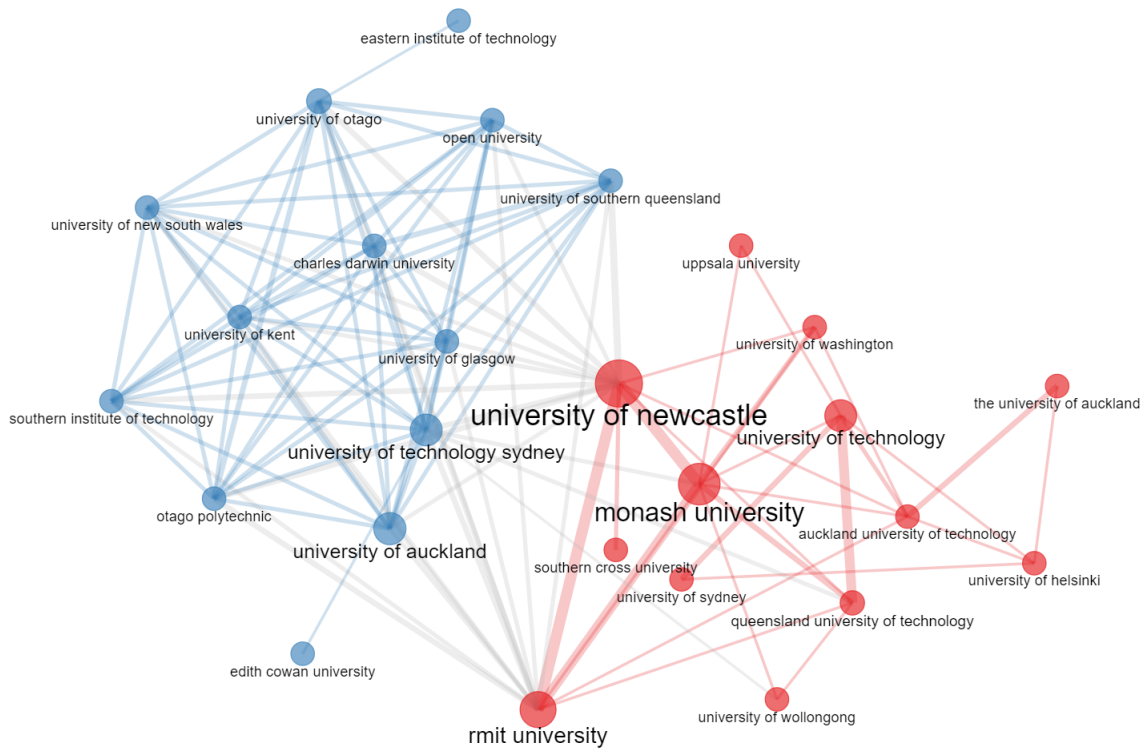 eastern institute of technology
university of otago
open university
university of southern queensland
university of new south wales
charles darwin university
uppsala university
university of kent
university of washington
university of glasgow
the university of auckland
southern institute of technology
university of newcastle
university of technology
university of technology sydney
monash university
otago polytechnic
auckland university of technology
university of auckland
southern cross university
university of helsinki
university of sydney
queensland university of technology
edith cowan university
university of wollongong
rmit university